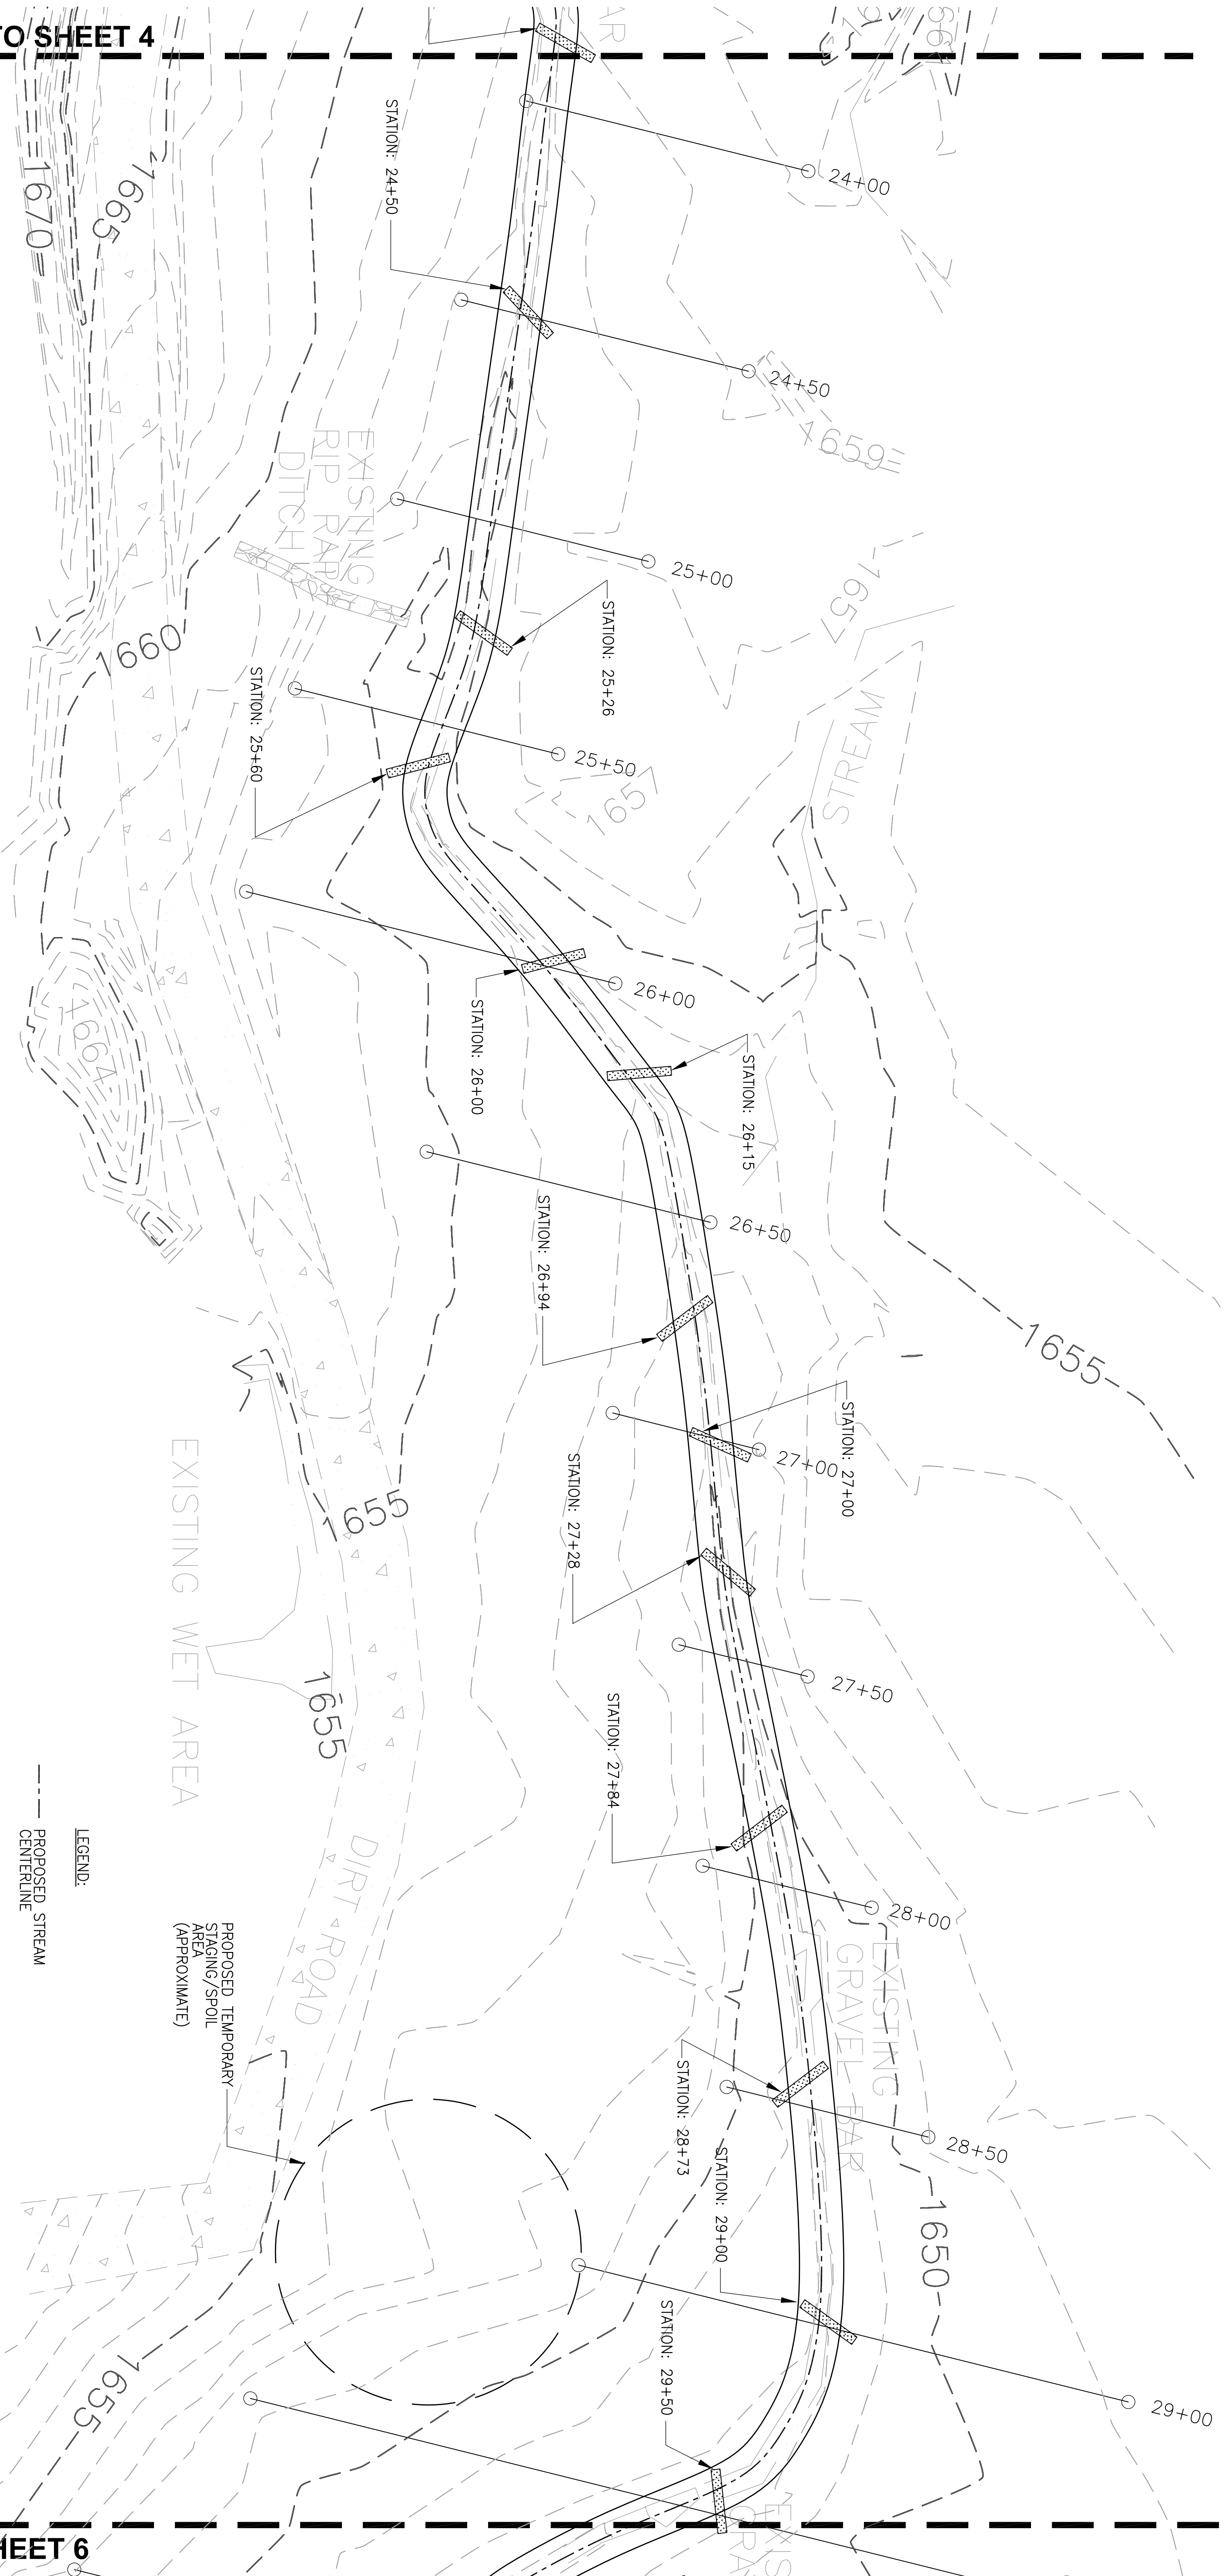 TO SHEET 4
1670
1665
STATION: 24+50
24+00
24+50
1659
EXISTING
RIP RAP
DITCH
25+00
1657
STATION: 25+26
1660
STATION: 25+60
25+50
1657
STREAM
26+00
STATION: 26+00
1664
STATION: 26+15
26+50
STATION: 26+94
1655
STATION: 27+00
27+00
STATION: 27+28
1655
EXISTING WET AREA
27+50
1655
STATION: 27+84
28+00
DIRT ROAD
LEGEND:
PROPOSED STREAM
CENTERLINE
PROPOSED TEMPORARY
STAGING/SPOIL
AREA
(APPROXIMATE)
EXISTING
GRAVEL BAR
STATION: 28+73
28+50
STATION: 29+00
1650
STATION: 29+50
29+00
1655
HEET 6